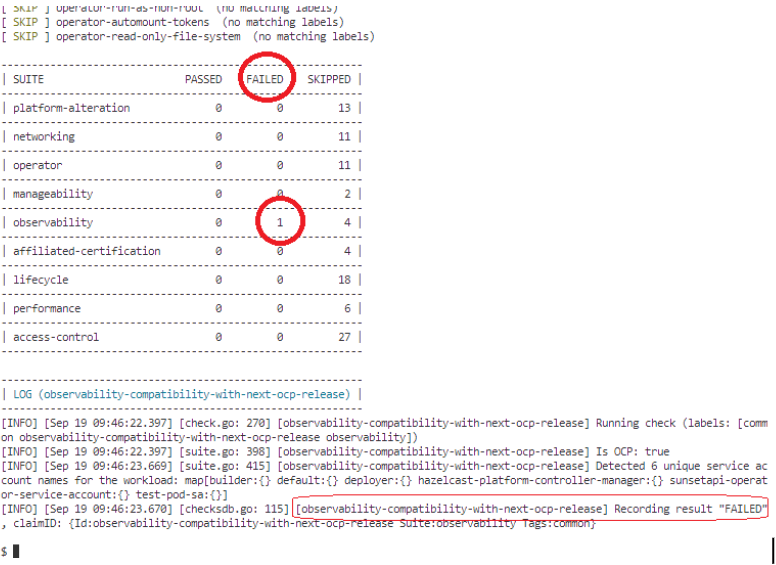 [ SKIP ] operator-run-as-non-root (no matching labels)
[ SKIP ] operator-automount-tokens (no matching labels)
[ SKIP ] operator-read-only-file-system (no matching labels)
| SUITE PASSED FAILED SKIPPED |
| platform-alteration 0 0 13 |
| networking 0 0 11 |
| operator 0 0 11 |
| manageability 0 0 2 |
| observability 0 1 4 |
| affiliated-certification 0 0 4 |
| lifecycle 0 0 18 |
| performance 0 0 6 |
| access-control 0 0 27 |
| LOG (observability-compatibility-with-next-ocp-release) |
[INFO] [Sep 19 09:46:22.397] [check.go: 270] [observability-compatibility-with-next-ocp-release] Running check (labels: [comm
on observability-compatibility-with-next-ocp-release observability])
[INFO] [Sep 19 09:46:22.397] [suite.go: 398] [observability-compatibility-with-next-ocp-release] Is OCP: true
[INFO] [Sep 19 09:46:23.669] [suite.go: 415] [observability-compatibility-with-next-ocp-release] Detected 6 unique service ac
count names for the workload: map[builder:{} default:{} deployer:{} hazelcast-platform-controller-manager:{} sunsetapi-operat
or-service-account:{} test-pod-sa:{}]
[INFO] [Sep 19 09:46:23.670] [checksdb.go: 115] [observability-compatibility-with-next-ocp-release] Recording result "FAILED"
, claimID: {Id:observability-compatibility-with-next-ocp-release Suite:observability Tags:common}
$